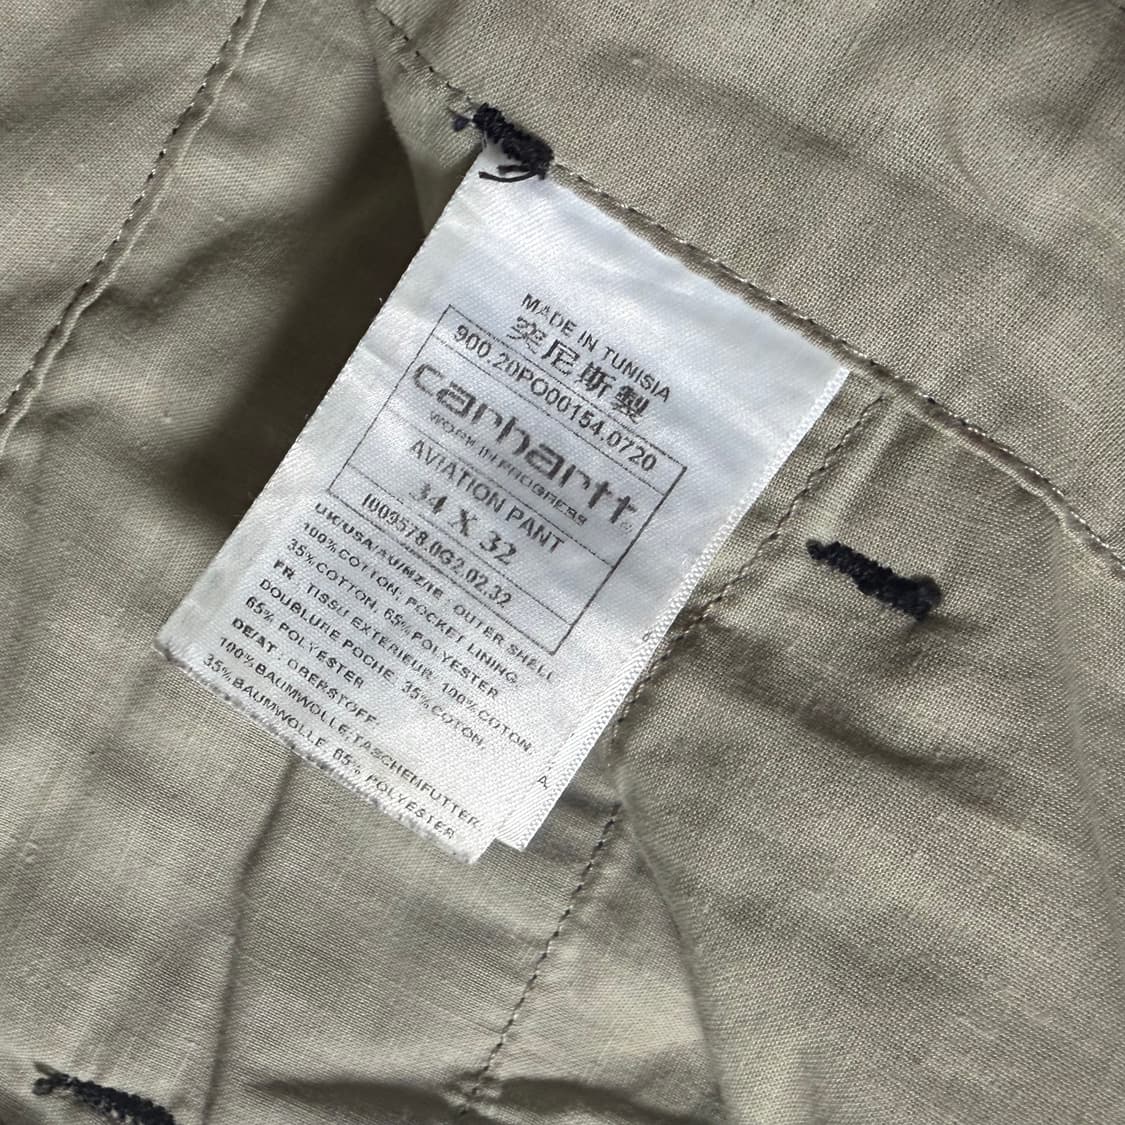 MADE IN TUNISIA
突尼斯製
900.20PO00154.0720
carhartt
WORK IN PROGRESS
AVIATION PANT
34 X 32
I009578.0G2.02.32
UK/USA/AU/NZ/IE: OUTER SHELL
100% COTTON; POCKET LINING
35% COTTON, 65% POLYESTER
FR: TISSU EXTERIEUR, 100% COTON;
DOUBLURE POCHE, 35% COTON,
65% POLYESTER
DE/AT: OBERSTOFF
100% BAUMWOLLE, TASCHENFUTTER
35% BAUMWOLLE, 65% POLYESTER